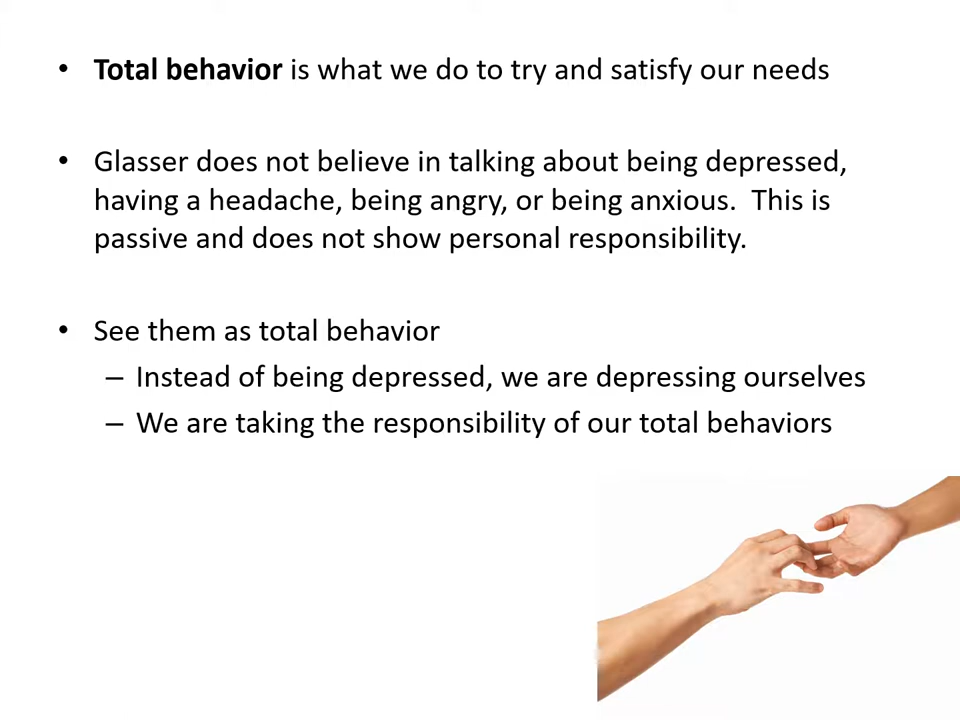 • Total behavior is what we do to try and satisfy our needs
• Glasser does not believe in talking about being depressed,
having a headache, being angry, or being anxious.  This is
passive and does not show personal responsibility.
• See them as total behavior
– Instead of being depressed, we are depressing ourselves
– We are taking the responsibility of our total behaviors